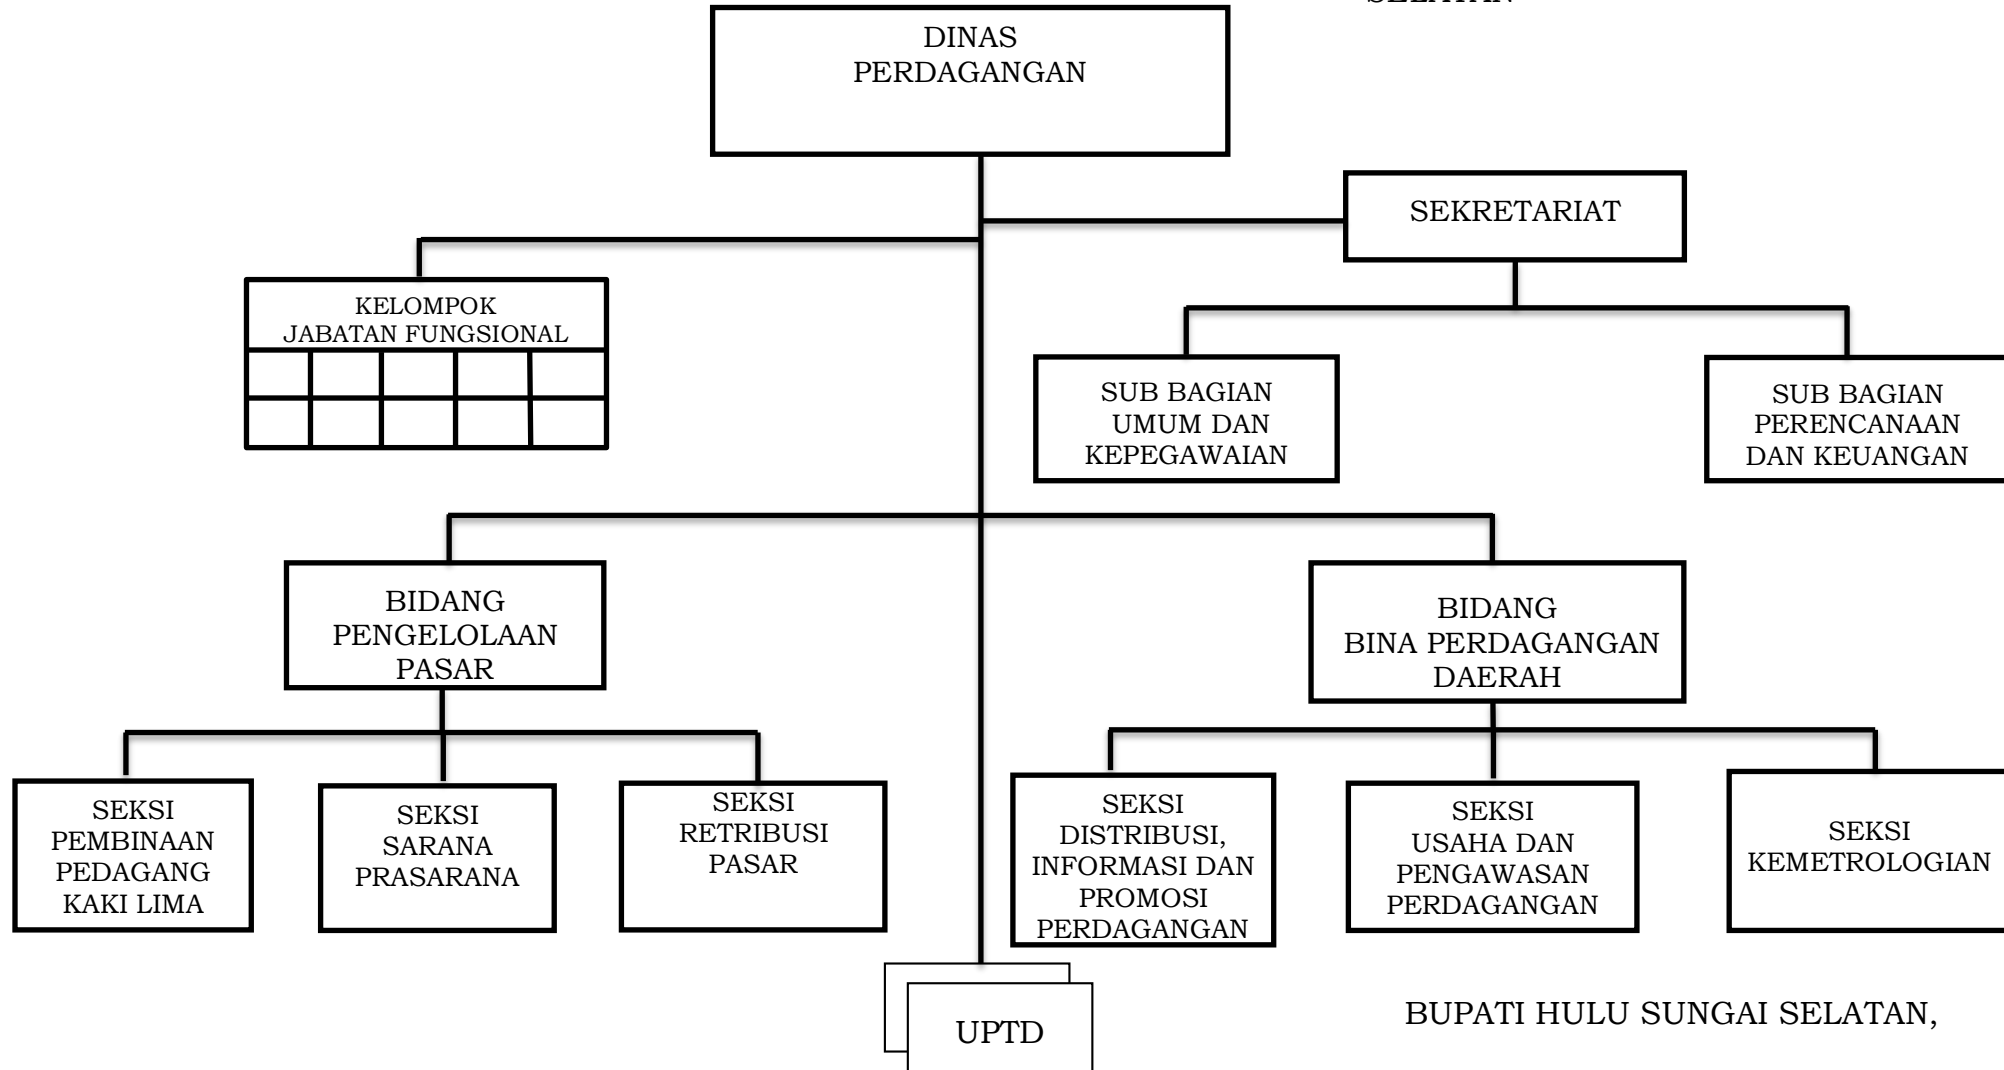 SELATAN
DINAS
PERDAGANGAN
SEKRETARIAT
KELOMPOK
JABATAN FUNGSIONAL
SUB BAGIAN
UMUM DAN
KEPEGAWAIAN
SUB BAGIAN
PERENCANAAN
DAN KEUANGAN
BIDANG
PENGELOLAAN
PASAR
BIDANG
BINA PERDAGANGAN
DAERAH
SEKSI
PEMBINAAN
PEDAGANG
KAKI LIMA
SEKSI
SARANA
PRASARANA
SEKSI
RETRIBUSI
PASAR
SEKSI
DISTRIBUSI,
INFORMASI DAN
PROMOSI
PERDAGANGAN
SEKSI
USAHA DAN
PENGAWASAN
PERDAGANGAN
SEKSI
KEMETROLOGIAN
UPTD
BUPATI HULU SUNGAI SELATAN,